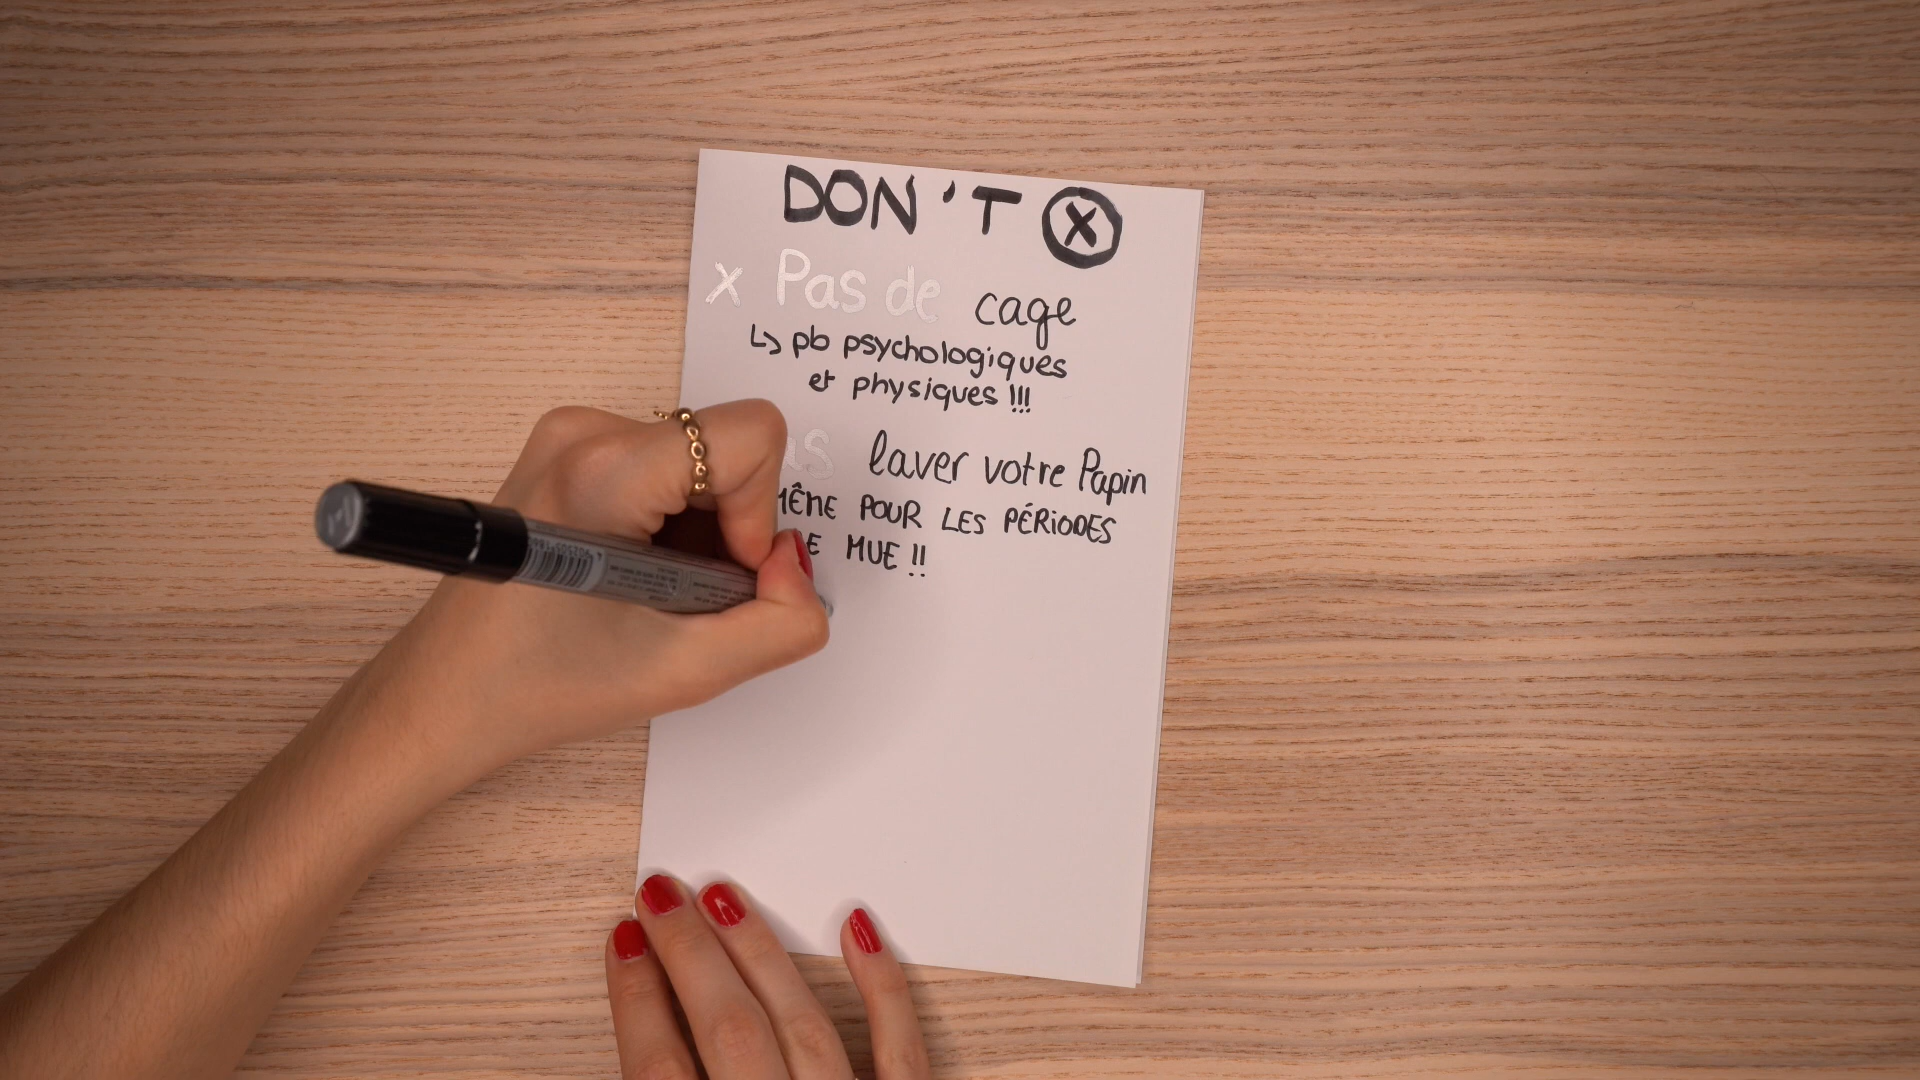 DON'T ⓧ
x Pas de cage
↳ pb psychologiques
et physiques !!!
laver votre Papin
MÊME POUR LES PÉRIODES
MUE !!